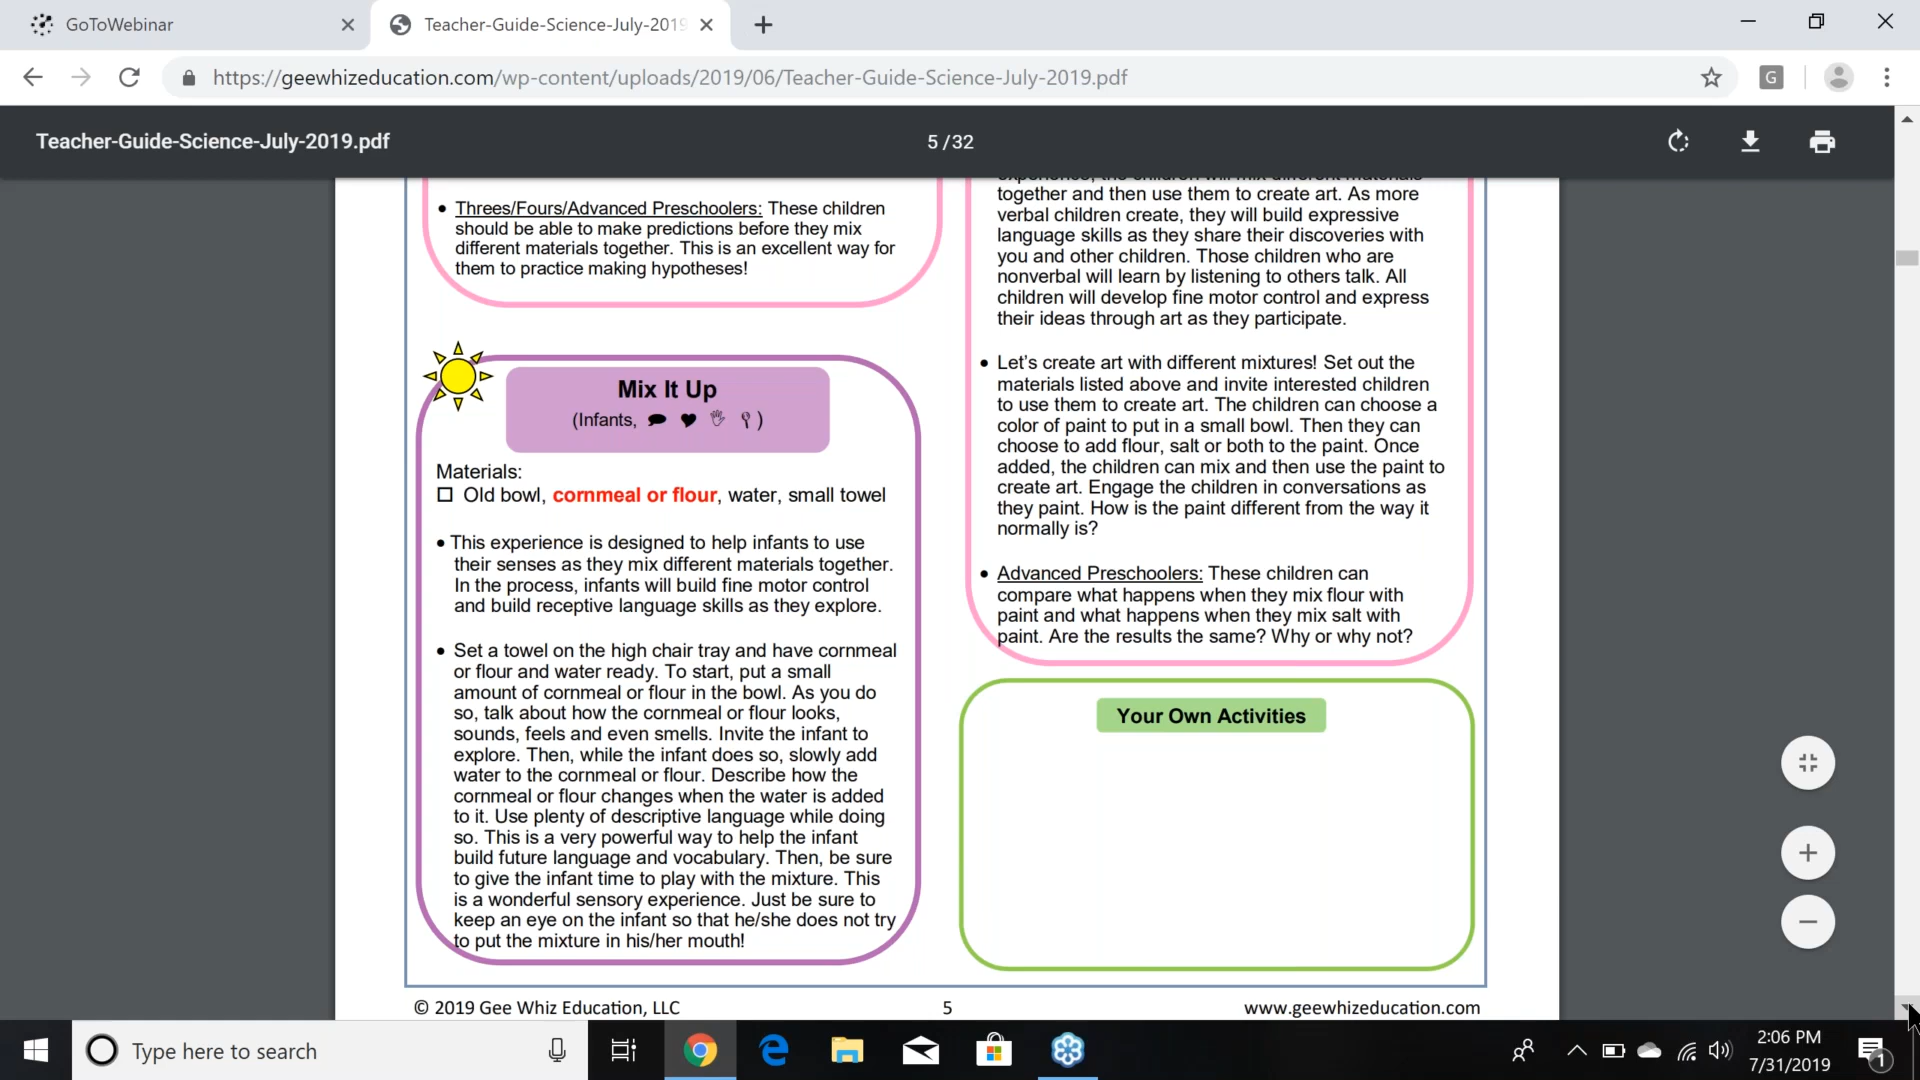 GoToWebinar
Teacher-Guide-Science-July-2019
https://geewhizeducation.com/wp-content/uploads/2019/06/Teacher-Guide-Science-July-2019.pdf
G
Teacher-Guide-Science-July-2019.pdf
5 / 32
• Threes/Fours/Advanced Preschoolers: These children
should be able to make predictions before they mix
different materials together. This is an excellent way for
them to practice making hypotheses!
Mix It Up
(Infants, )
Materials:
☐ Old bowl, cornmeal or flour, water, small towel
• This experience is designed to help infants to use
their senses as they mix different materials together.
In the process, infants will build fine motor control
and build receptive language skills as they explore.
• Set a towel on the high chair tray and have cornmeal
or flour and water ready. To start, put a small
amount of cornmeal or flour in the bowl. As you do
so, talk about how the cornmeal or flour looks,
sounds, feels and even smells. Invite the infant to
explore. Then, while the infant does so, slowly add
water to the cornmeal or flour. Describe how the
cornmeal or flour changes when the water is added
to it. Use plenty of descriptive language while doing
so. This is a very powerful way to help the infant
build future language and vocabulary. Then, be sure
to give the infant time to play with the mixture. This
is a wonderful sensory experience. Just be sure to
keep an eye on the infant so that he/she does not try
to put the mixture in his/her mouth!
experience, the children will mix different materials
together and then use them to create art. As more
verbal children create, they will build expressive
language skills as they share their discoveries with
you and other children. Those children who are
nonverbal will learn by listening to others talk. All
children will develop fine motor control and express
their ideas through art as they participate.
• Let's create art with different mixtures! Set out the
materials listed above and invite interested children
to use them to create art. The children can choose a
color of paint to put in a small bowl. Then they can
choose to add flour, salt or both to the paint. Once
added, the children can mix and then use the paint to
create art. Engage the children in conversations as
they paint. How is the paint different from the way it
normally is?
• Advanced Preschoolers: These children can
compare what happens when they mix flour with
paint and what happens when they mix salt with
paint. Are the results the same? Why or why not?
Your Own Activities
© 2019 Gee Whiz Education, LLC
5
www.geewhizeducation.com
Type here to search
2:06 PM
7/31/2019
1